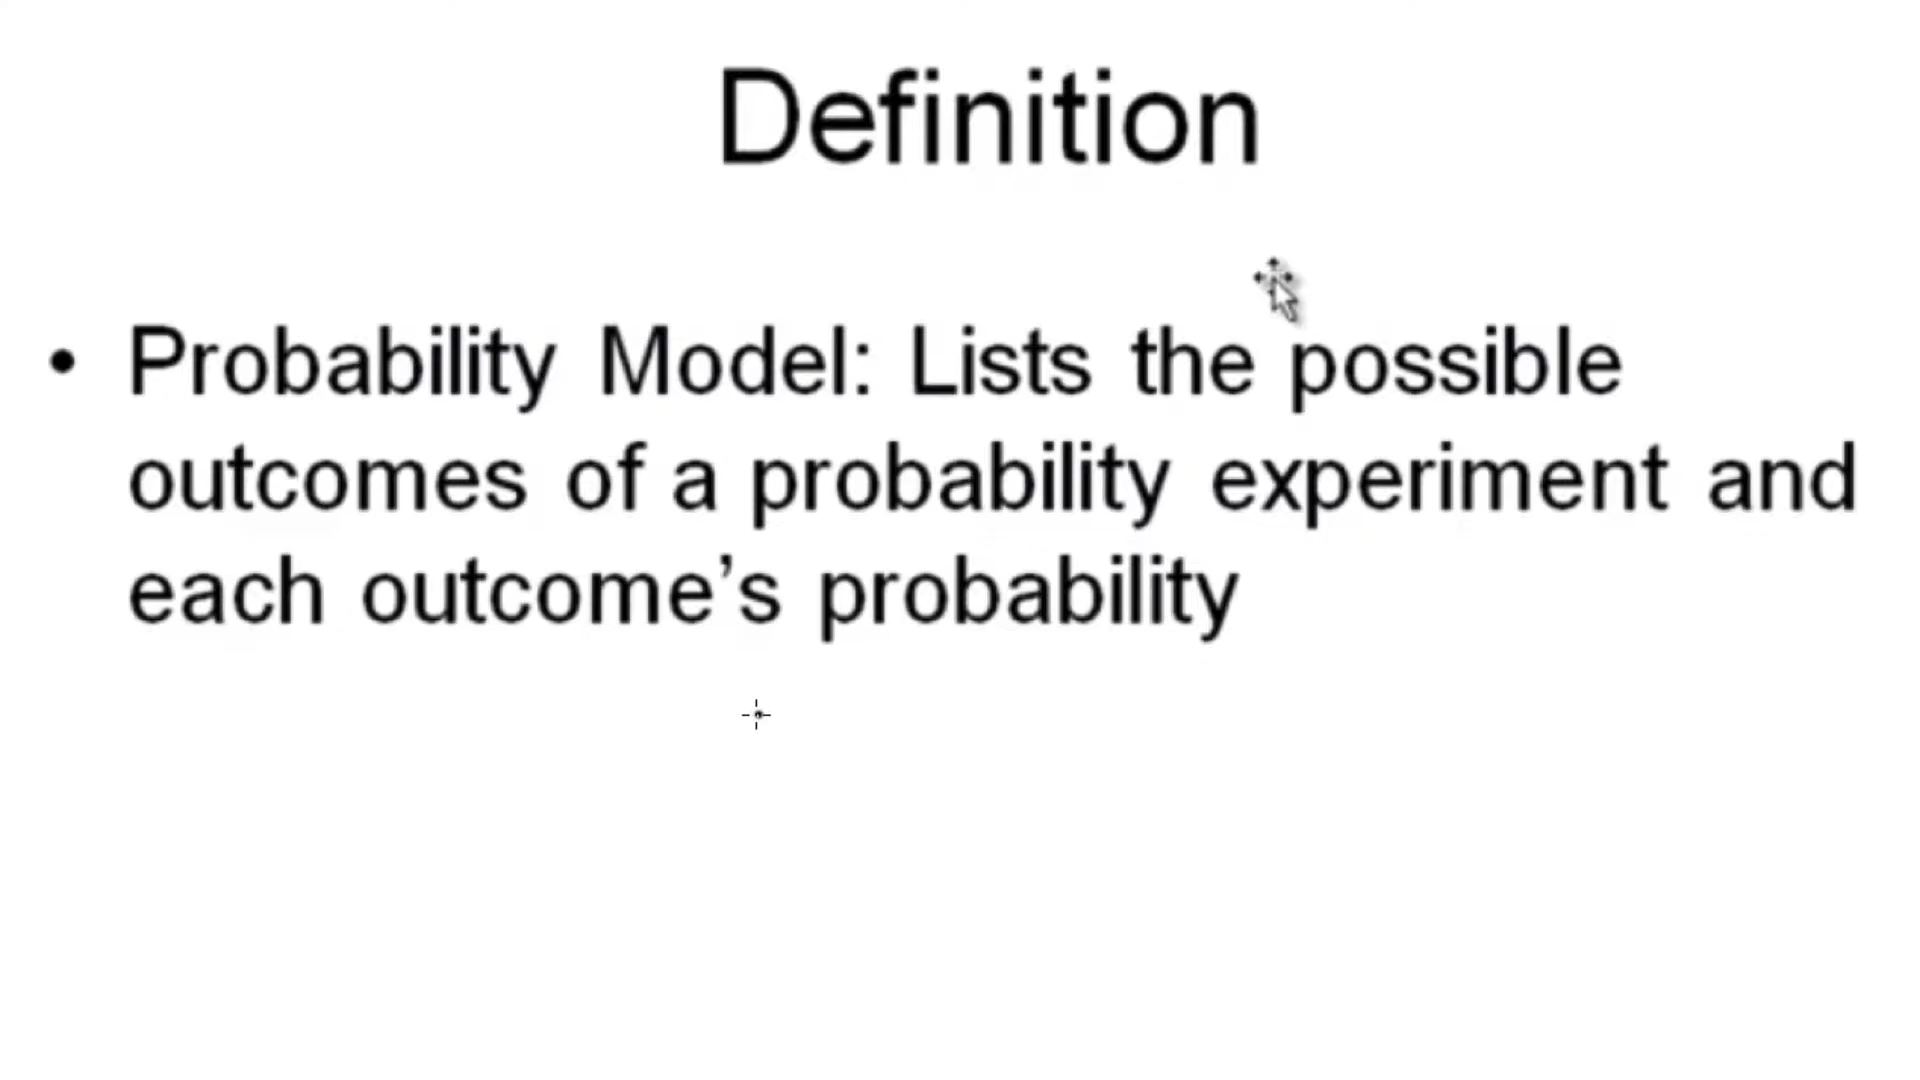 Definition
• Probability Model: Lists the possible
outcomes of a probability experiment and
each outcome’s probability